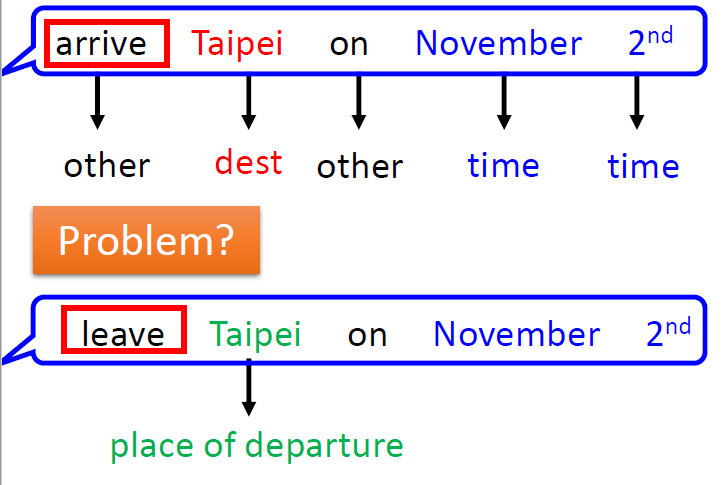 arrive Taipei on November 2nd
other dest other time time
Problem?
leave Taipei on November 2nd
place of departure